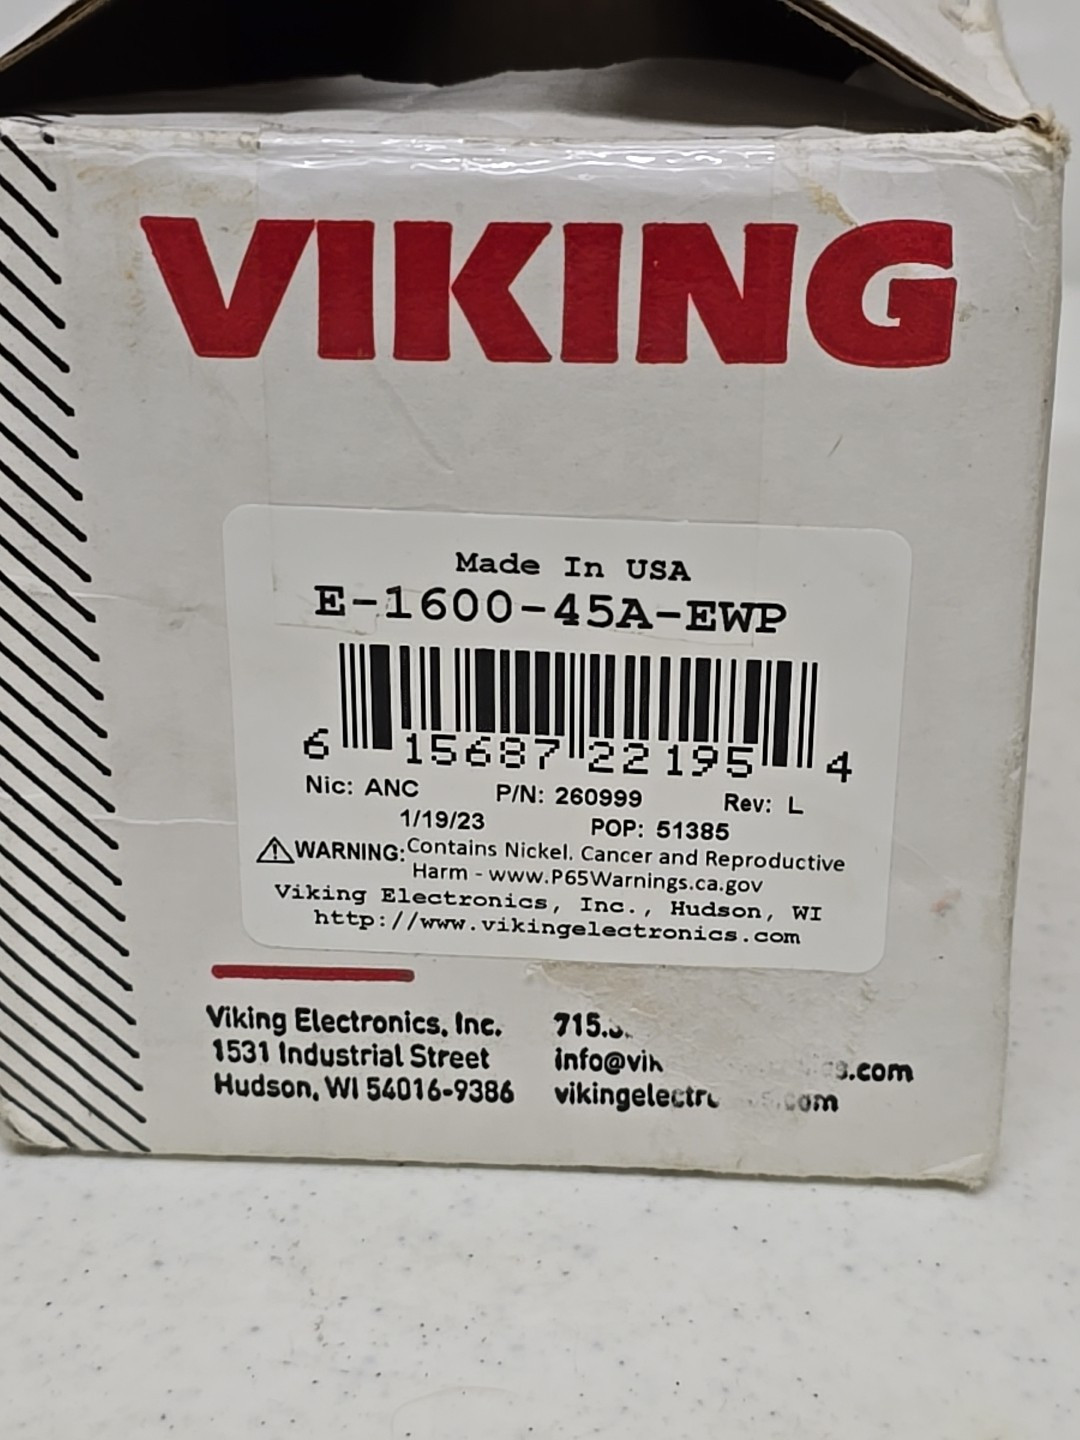 VIKING
Made In USA
E-1600-45A-EWP
6 15687 22195 4
Nic: ANC P/N: 260999 Rev: L
1/19/23 POP: 51385
WARNING: Contains Nickel. Cancer and Reproductive
Harm - www.P65Warnings.ca.gov
Viking Electronics, Inc., Hudson, WI
http://www.vikingelectronics.com
Viking Electronics, Inc.
1531 Industrial Street
Hudson, WI 54016-9386
715.